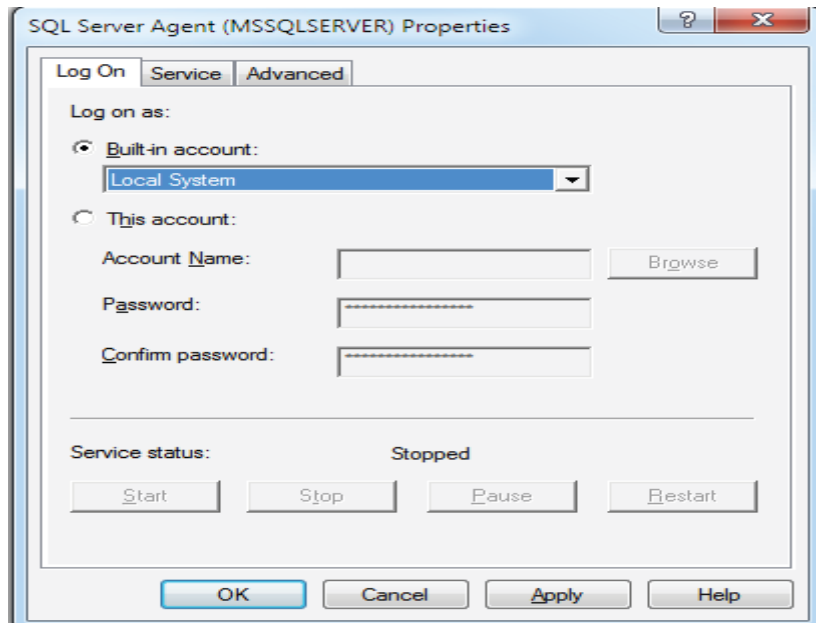 SQL Server Agent (MSSQLSERVER) Properties ? X
Log On Service Advanced
Log on as:
Built-in account:
Local System
This account:
Account Name: Browse
Password: ****************
Confirm password: ****************
Service status: Stopped
Start Stop Pause Restart
OK Cancel Apply Help